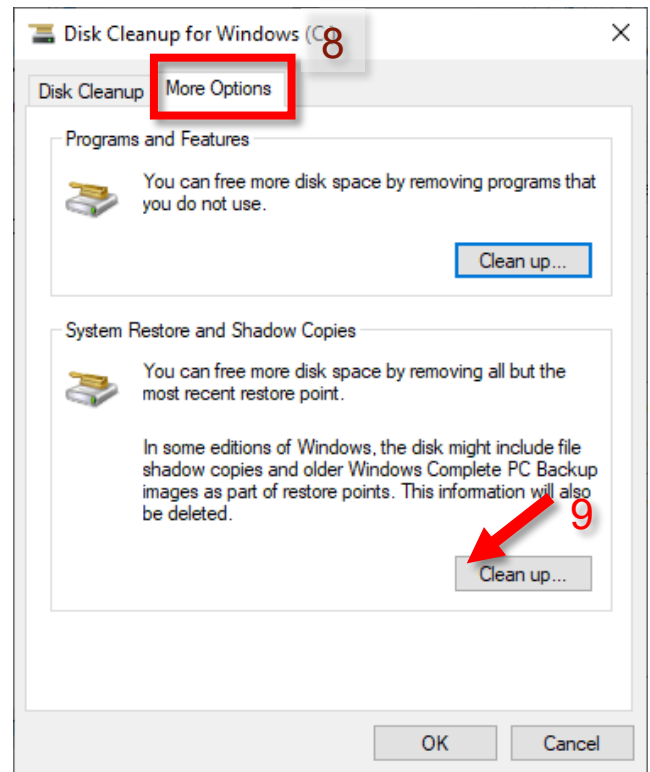 Disk Cleanup for Windows (C:)
8
Disk Cleanup
More Options
Programs and Features
You can free more disk space by removing programs that
you do not use.
Clean up...
System Restore and Shadow Copies
You can free more disk space by removing all but the
most recent restore point.
In some editions of Windows, the disk might include file
shadow copies and older Windows Complete PC Backup
images as part of restore points. This information will also
be deleted.
9
Clean up...
OK
Cancel